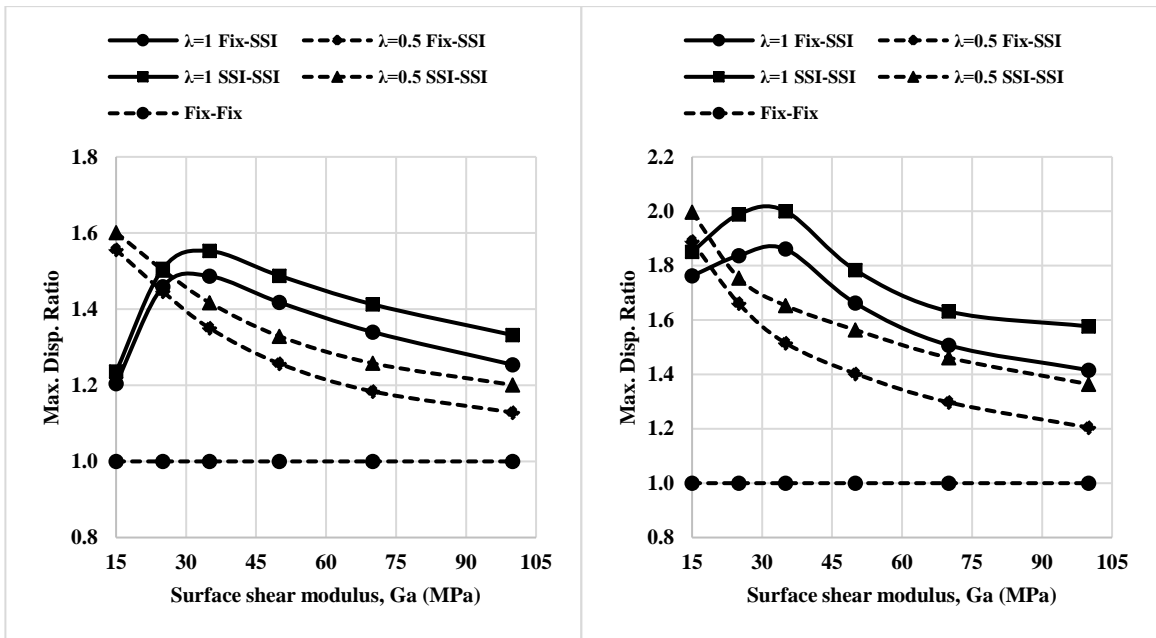 λ=1 Fix-SSI
λ=0.5 Fix-SSI
λ=1 SSI-SSI
λ=0.5 SSI-SSI
Fix-Fix
Max. Disp. Ratio
1.8
1.6
1.4
1.2
1.0
0.8
15 30 45 60 75 90 105
Surface shear modulus, Ga (MPa)
λ=1 Fix-SSI
λ=0.5 Fix-SSI
λ=1 SSI-SSI
λ=0.5 SSI-SSI
Fix-Fix
Max. Disp. Ratio
2.2
2.0
1.8
1.6
1.4
1.2
1.0
0.8
15 30 45 60 75 90 105
Surface shear modulus, Ga (MPa)